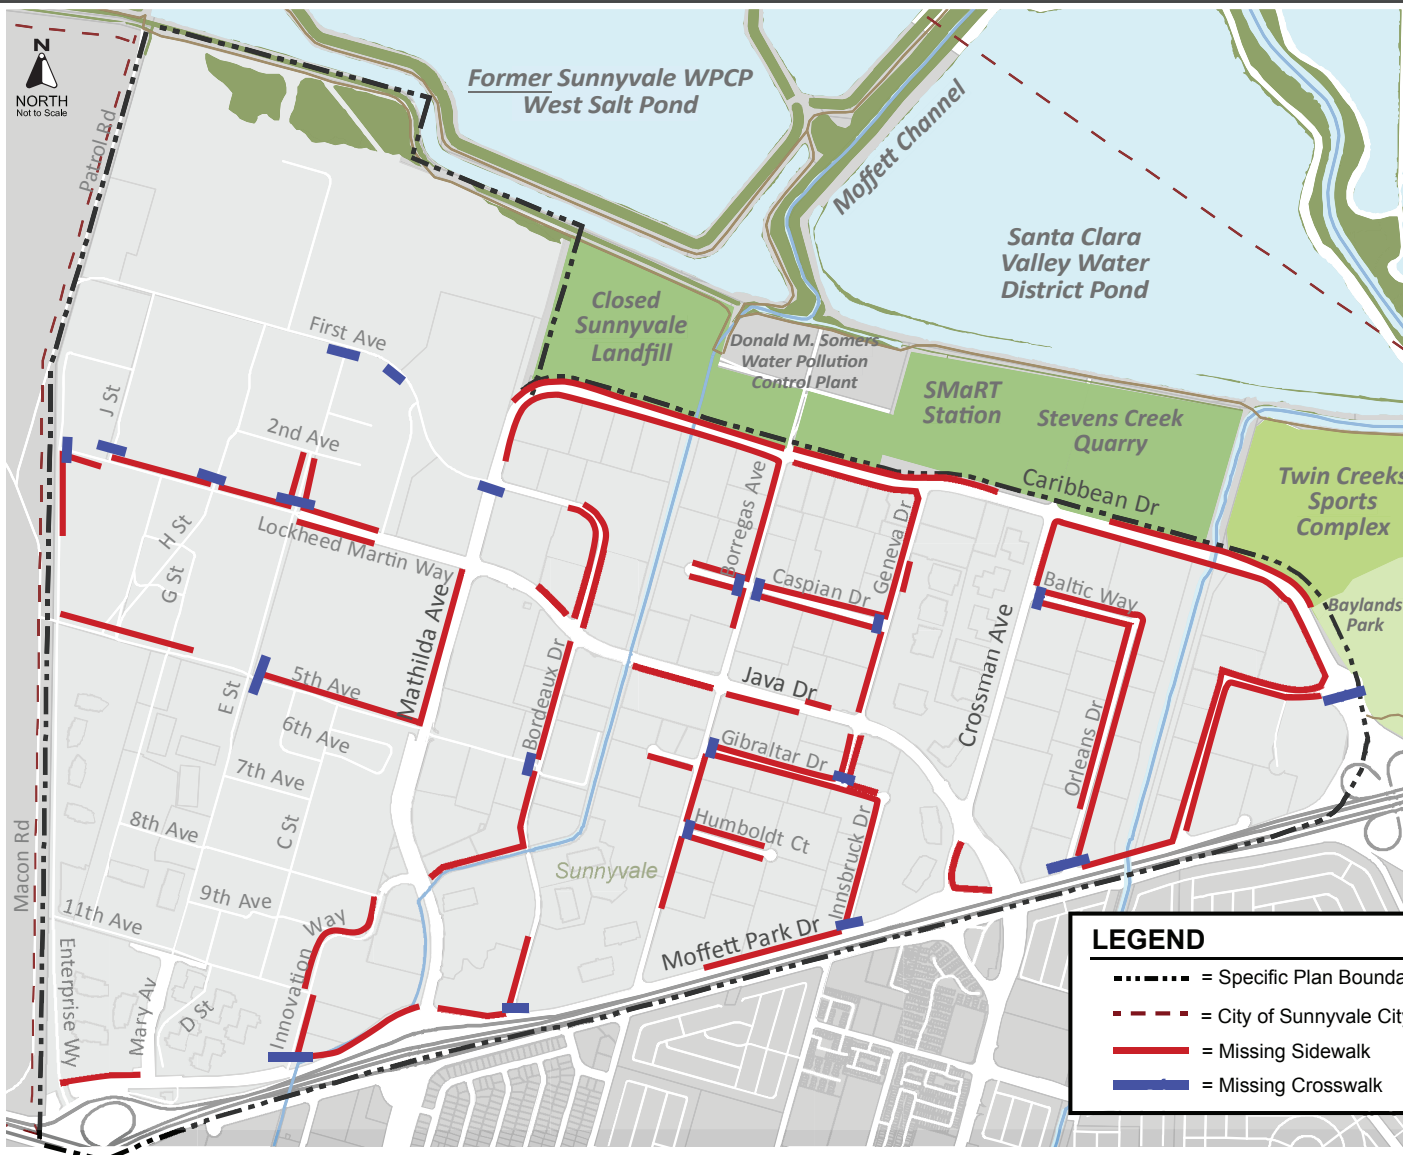 N
NORTH
Not to Scale
Former Sunnyvale WPCP
West Salt Pond
Moffett Channel
Santa Clara
Valley Water
District Pond
Patrol Rd
Closed
Sunnyvale
Landfill
Donald M. Somers
Water Pollution
Control Plant
SMaRT
Station
Stevens Creek
Quarry
Twin Creeks
Sports
Complex
Baylands
Park
First Ave
J St
2nd Ave
Caribbean Dr
Borregas Ave
Geneva Dr
Caspian Dr
Baltic Way
H St
G St
Lockheed Martin Way
Mathilda Ave
Bordeaux Dr
Java Dr
Crossman Ave
Orleans Dr
E St
5th Ave
6th Ave
7th Ave
8th Ave
C St
9th Ave
11th Ave
Gibraltar Dr
Humboldt Ct
Innsbruck Dr
Sunnyvale
Moffett Park Dr
Macon Rd
Enterprise Wy
Mary Av
D St
Innovation Way
LEGEND
= Specific Plan Bounda
= City of Sunnyvale City
= Missing Sidewalk
= Missing Crosswalk